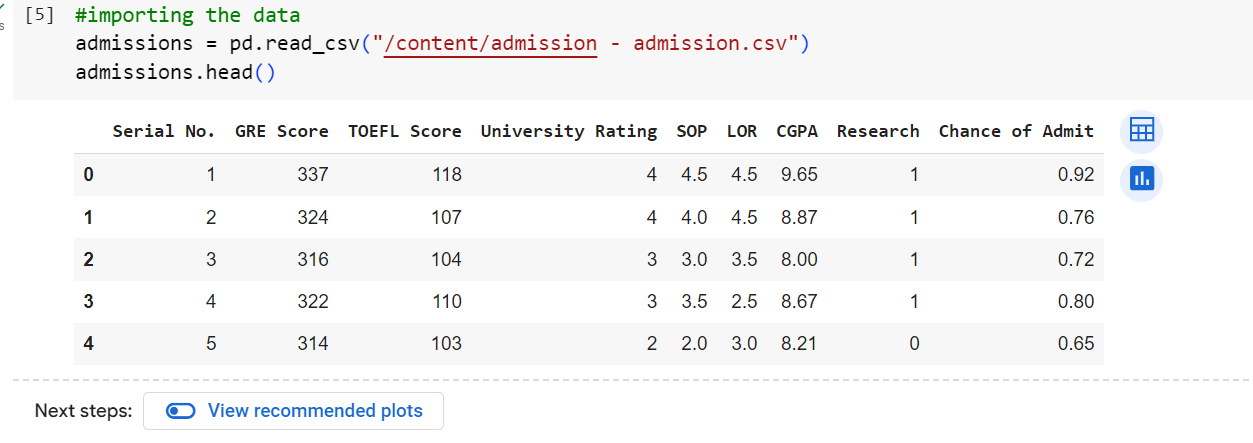 [5] #importing the data
admissions = pd.read_csv("/content/admission - admission.csv")
admissions.head()
Serial No. GRE Score TOEFL Score University Rating SOP LOR CGPA Research Chance of Admit
0 1 337 118 4 4.5 4.5 9.65 1 0.92
1 2 324 107 4 4.0 4.5 8.87 1 0.76
2 3 316 104 3 3.0 3.5 8.00 1 0.72
3 4 322 110 3 3.5 2.5 8.67 1 0.80
4 5 314 103 2 2.0 3.0 8.21 0 0.65
Next steps: View recommended plots